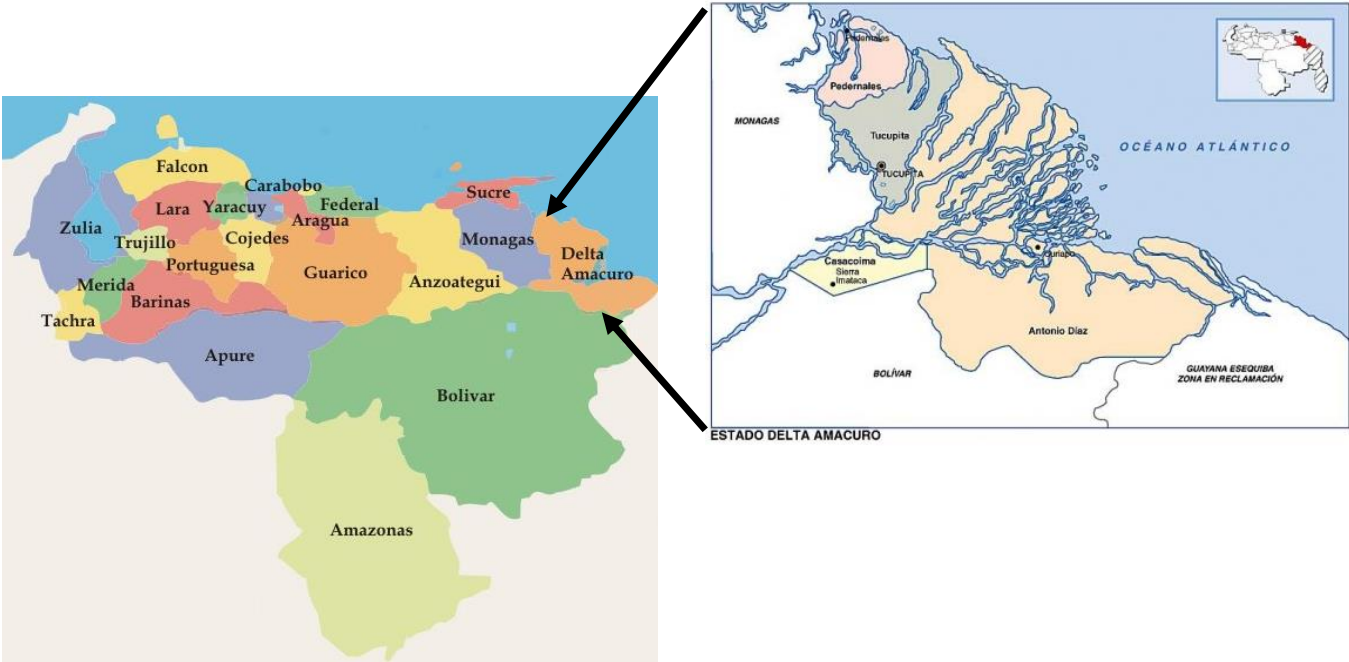 Falcon
Carabobo
Federal
Sucre
Lara
Yaracuy
Aragua
Zulia
Trujillo
Cojedes
Monagas
Delta
Amacuro
Portuguesa
Guarico
Merida
Barinas
Anzoategui
Tachra
Apure
Bolivar
Amazonas
Pedernales
Pedernales
MONAGAS
Tucupita
TUCUPITA
OCÉANO ATLÁNTICO
Casacoima
Sierra
Imataca
Curiapo
Antonio Díaz
BOLÍVAR
GUAYANA ESEQUIBA
ZONA EN RECLAMACIÓN
ESTADO DELTA AMACURO